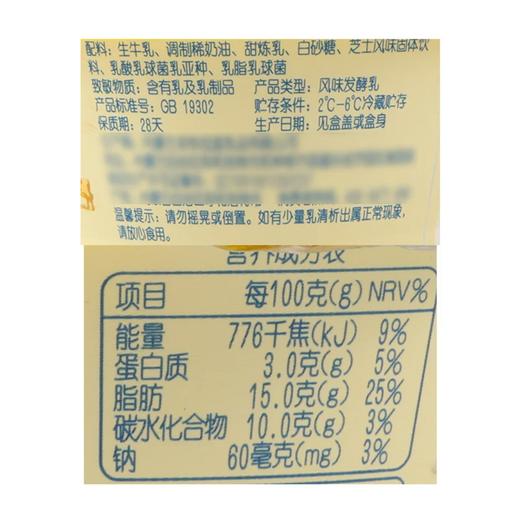 配料：生牛乳、调制稀奶油、甜炼乳、白砂糖、芝士风味固体饮
料、乳酸乳球菌乳亚种、乳脂乳球菌
致敏物质：含有乳及乳制品 产品类型：风味发酵乳
产品标准号：GB 19302 贮存条件：2℃-6℃冷藏贮存
保质期：28天 生产日期：见盒盖或盒身
温馨提示：请勿摇晃或倒置。如有少量乳清析出属正常现象，
请放心食用。
营养成分表
项目 每100克(g) NRV%
能量 776千焦(kJ) 9%
蛋白质 3.0克(g) 5%
脂肪 15.0克(g) 25%
碳水化合物 10.0克(g) 3%
钠 60毫克(mg) 3%